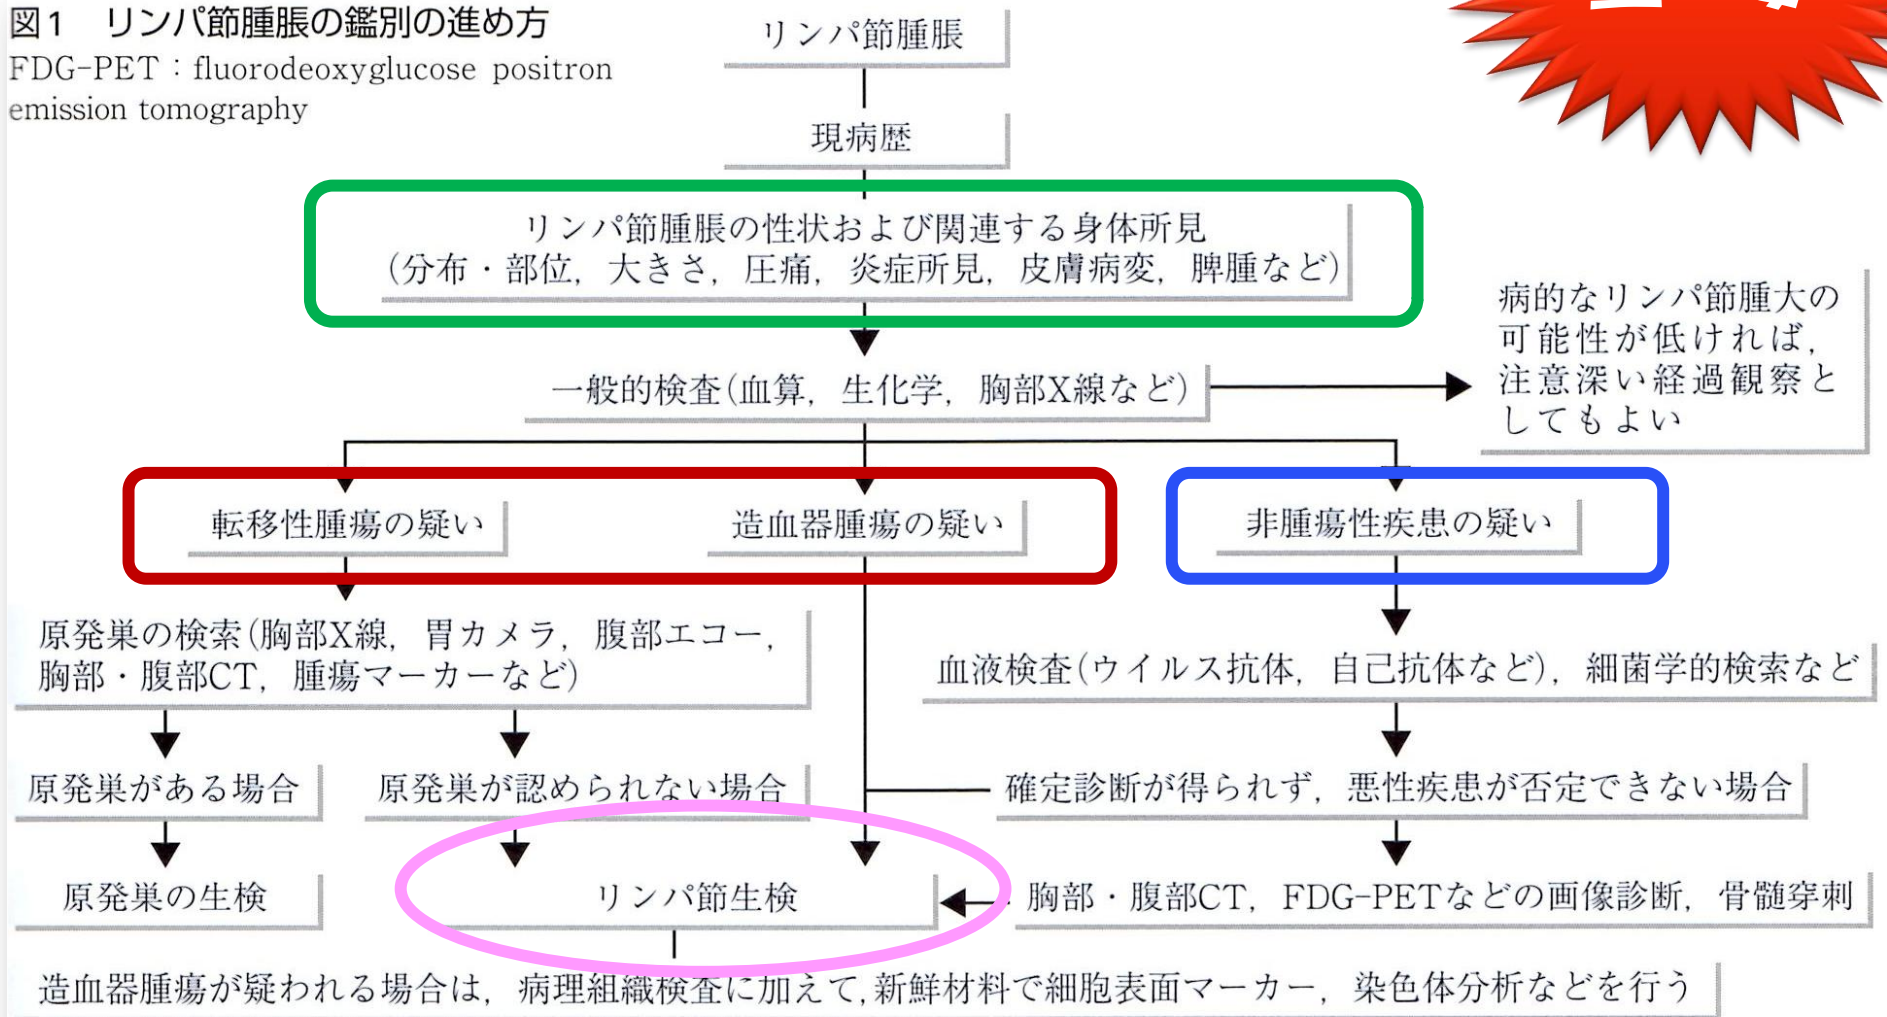 図1 リンパ節腫脹の鑑別の進め方
FDG-PET：fluorodeoxyglucose positron
emission tomography
リンパ節腫脹
現病歴
リンパ節腫脹の性状および関連する身体所見
(分布・部位，大きさ，圧痛，炎症所見，皮膚病変，脾腫など)
一般的検査(血算，生化学，胸部X線など)
病的なリンパ節腫大の
可能性が低ければ，
注意深い経過観察と
してもよい
転移性腫瘍の疑い
造血器腫瘍の疑い
非腫瘍性疾患の疑い
原発巣の検索(胸部X線，胃カメラ，腹部エコー，
胸部・腹部CT，腫瘍マーカーなど)
血液検査(ウイルス抗体，自己抗体など)，細菌学的検索など
原発巣がある場合
原発巣が認められない場合
確定診断が得られず，悪性疾患が否定できない場合
原発巣の生検
リンパ節生検
胸部・腹部CT，FDG-PETなどの画像診断，骨髄穿刺
造血器腫瘍が疑われる場合は，病理組織検査に加えて，新鮮材料で細胞表面マーカー，染色体分析などを行う